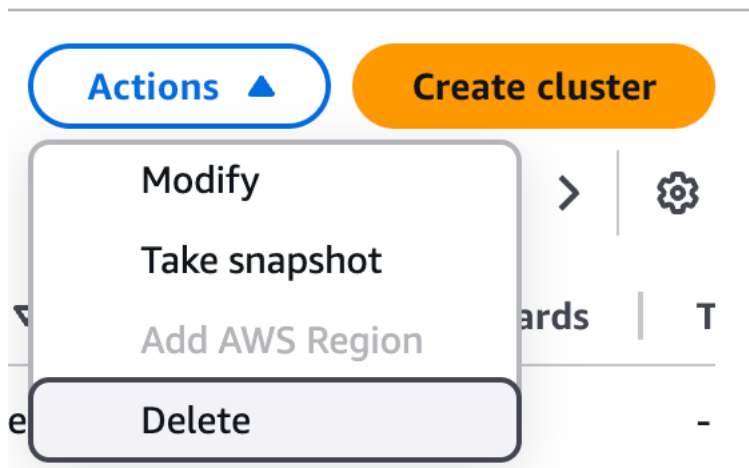 Actions Create cluster
Modify
Take snapshot
ards T
Add AWS Region
e Delete -